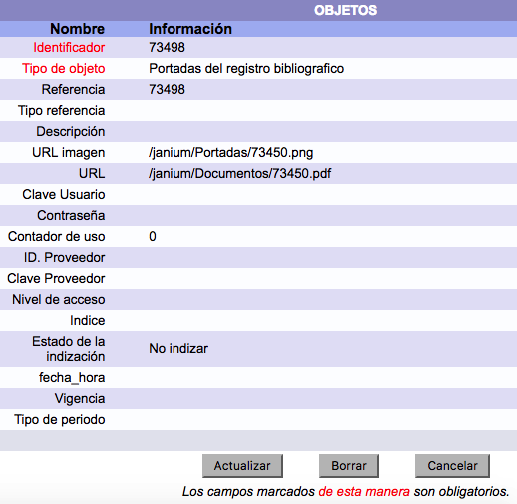 OBJETOS
Nombre Información
Identificador 73498
Tipo de objeto Portadas del registro bibliografico
Referencia 73498
Tipo referencia
Descripción
URL imagen /janium/Portadas/73450.png
URL /janium/Documentos/73450.pdf
Clave Usuario
Contraseña
Contador de uso 0
ID. Proveedor
Clave Proveedor
Nivel de acceso
Indice
Estado de la
indización No indizar
fecha_hora
Vigencia
Tipo de periodo
Actualizar Borrar Cancelar
Los campos marcados de esta manera son obligatorios.